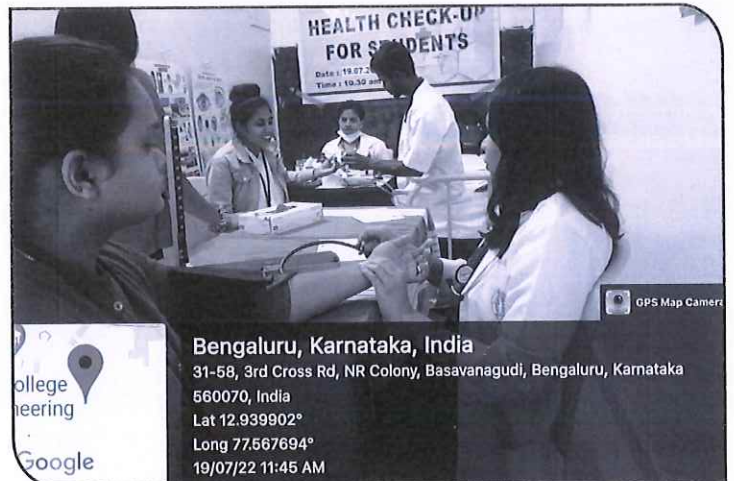 HEALTH CHECK-UP
FOR STUDENTS
Date : 19.07.2
Time : 10.30 am
GPS Map Camera
ollege
neering
Google
Bengaluru, Karnataka, India
31-58, 3rd Cross Rd, NR Colony, Basavanagudi, Bengaluru, Karnataka
560070, India
Lat 12.939902°
Long 77.567694°
19/07/22 11:45 AM